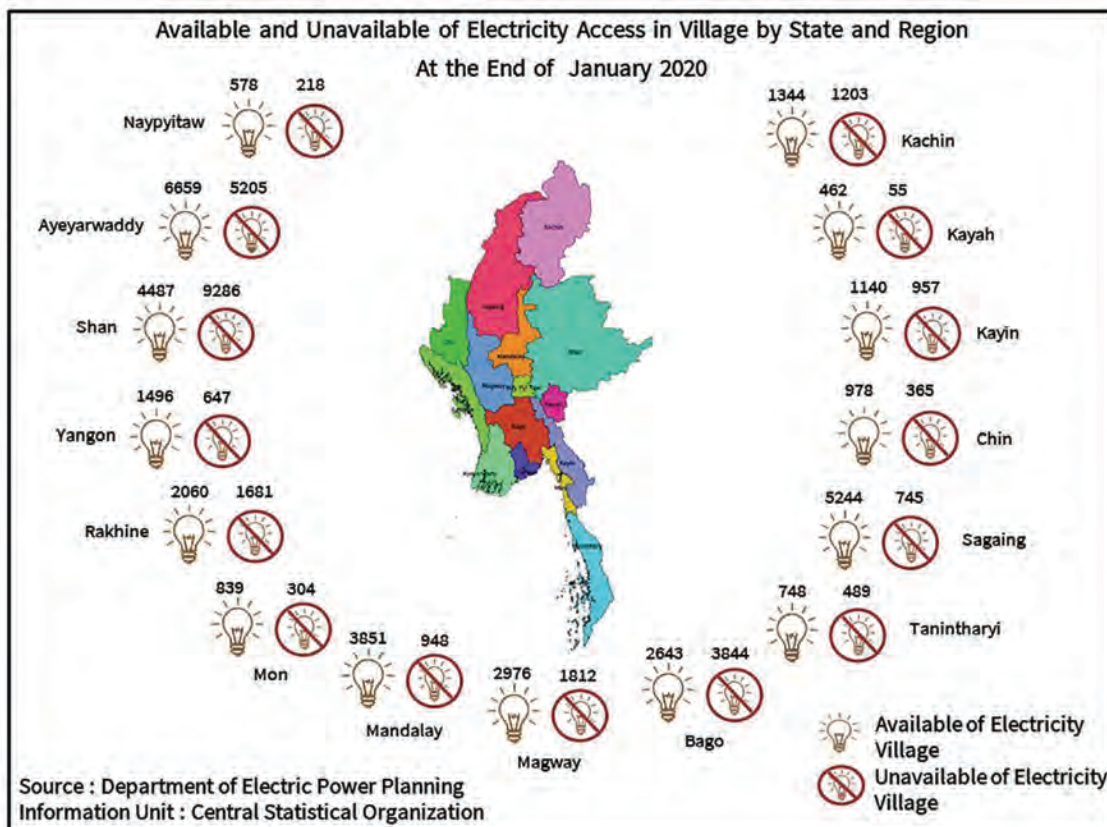 Available and Unavailable of Electricity Access in Village by State and Region
At the End of January 2020
578 218
Naypyitaw
6659 5205
Ayeyarwaddy
4487 9286
Shan
1496 647
Yangon
2060 1681
Rakhine
839 304
Mon
3851 948
Mandalay
2976 1812
Magway
2643 3844
Bago
1344 1203
Kachin
462 55
Kayah
1140 957
Kayin
978 365
Chin
5244 745
Sagaing
748 489
Tanintharyi
Available of Electricity
Village
Unavailable of Electricity
Village
Source : Department of Electric Power Planning
Information Unit : Central Statistical Organization